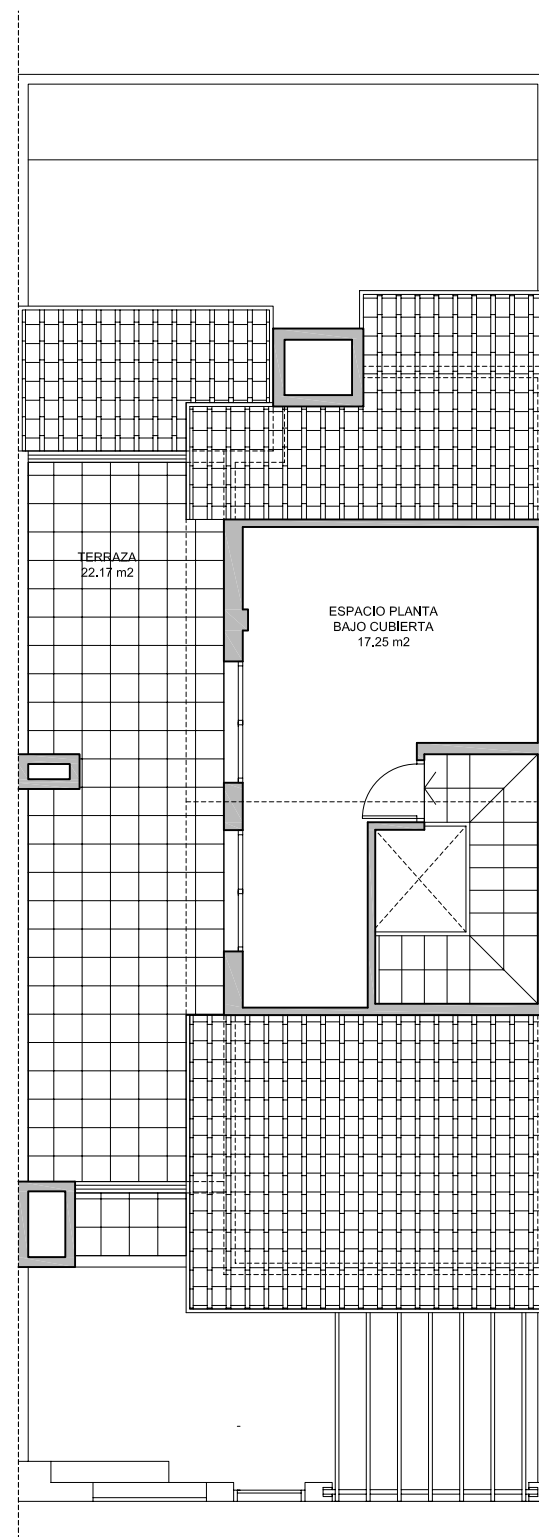 TERRAZA
22.17 m2
ESPACIO PLANTA
BAJO CUBIERTA
17.25 m2